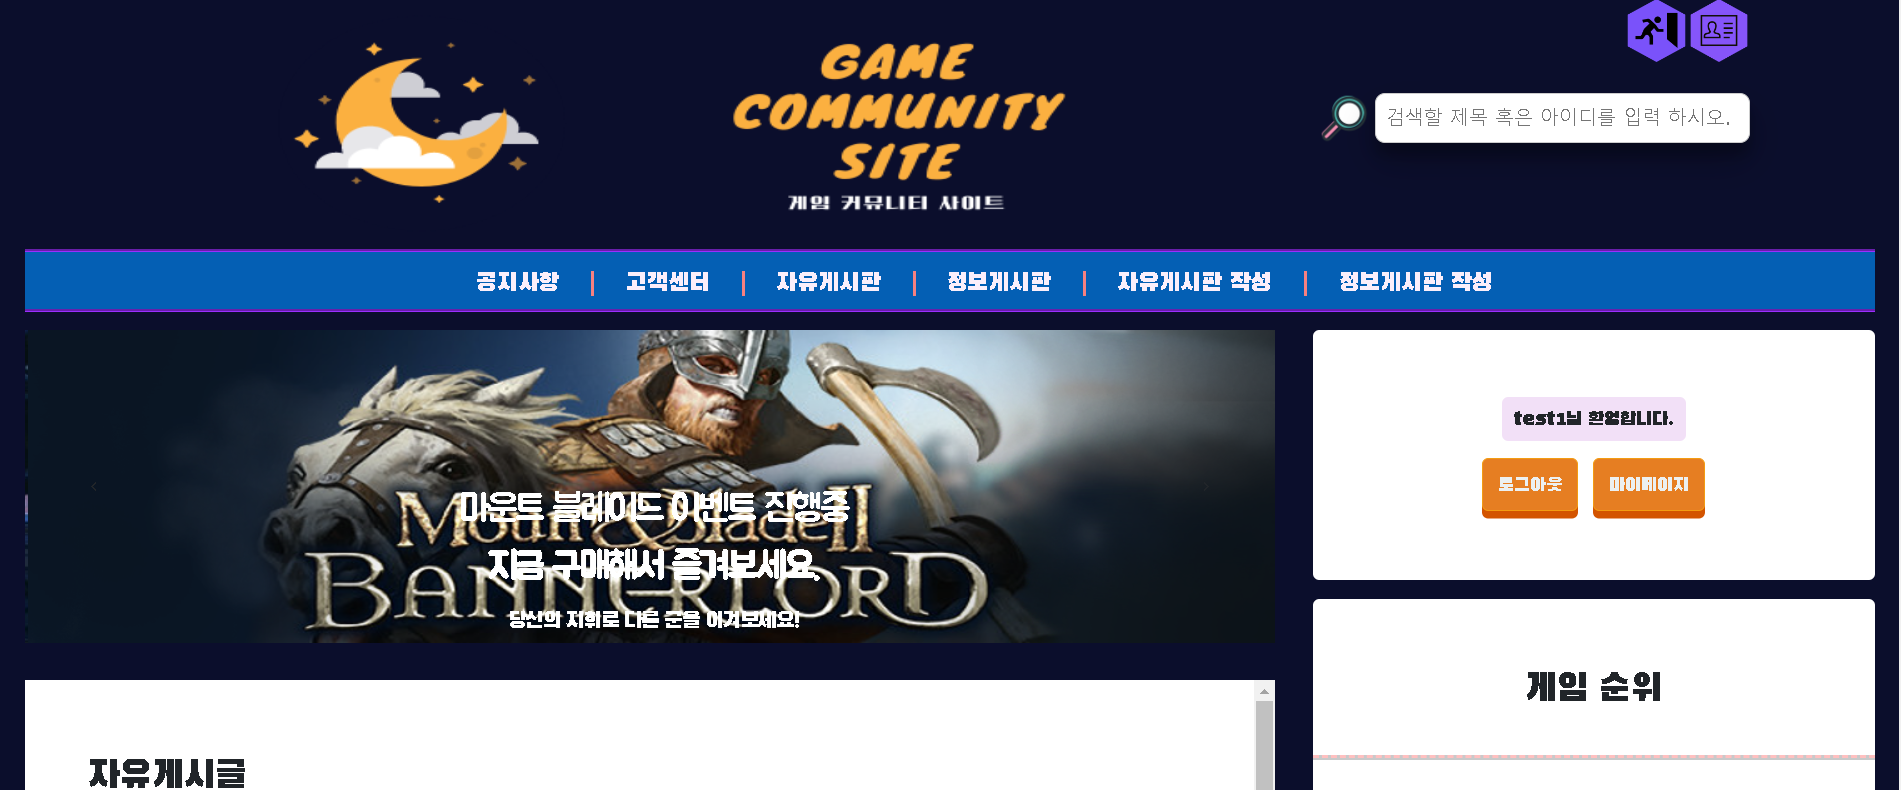 GAME
COMMUNITY
SITE
게임 커뮤니티 사이트
검색할 제목 혹은 아이디를 입력 하시오.
공지사항 | 고객센터 | 자유게시판 | 정보게시판 | 자유게시판 작성 | 정보게시판 작성
마운트 블레이드 이벤트 진행중
Mount & Blade II
지금 구매해서 즐겨보세요.
BANNERLORD
당신의 지휘로 다른 군을 이겨보세요!
test1님 환영합니다.
로그아웃 마이페이지
게임 순위
자유게시글